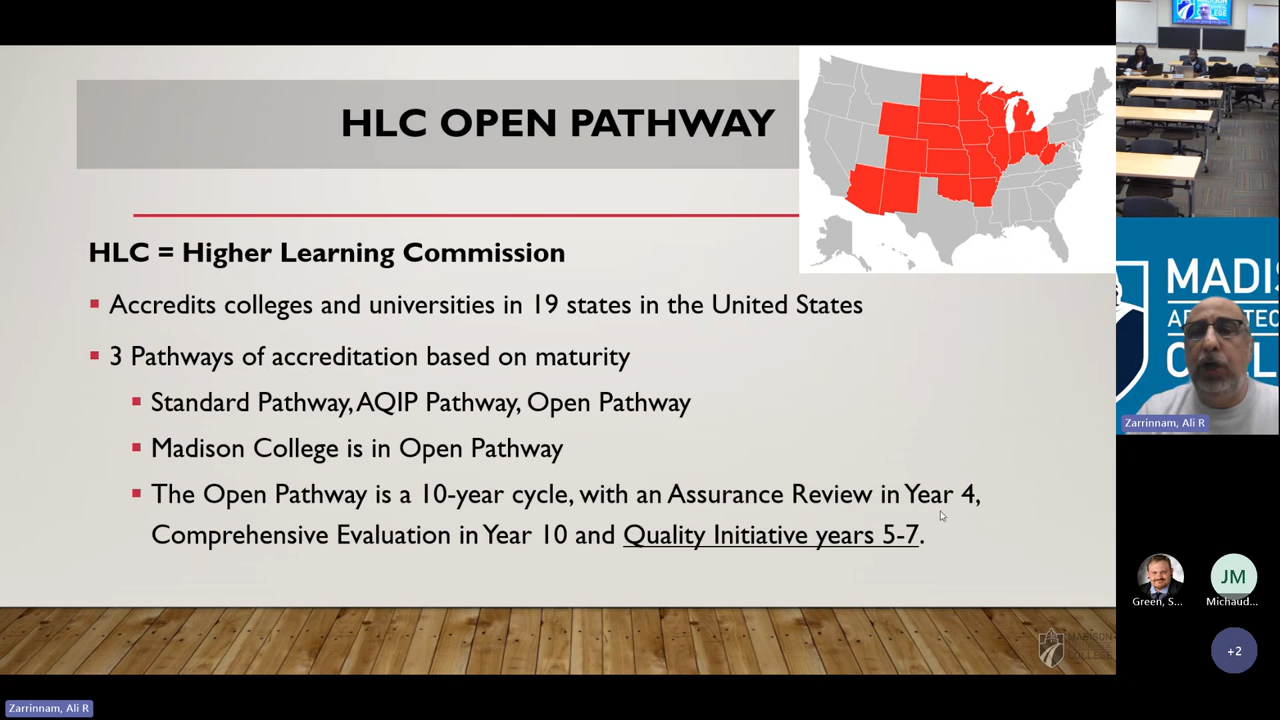 HLC OPEN PATHWAY
HLC = Higher Learning Commission
Accredits colleges and universities in 19 states in the United States
3 Pathways of accreditation based on maturity
Standard Pathway, AQIP Pathway, Open Pathway
Madison College is in Open Pathway
The Open Pathway is a 10-year cycle, with an Assurance Review in Year 4,
Comprehensive Evaluation in Year 10 and Quality Initiative years 5-7.
MADISON
COLLEGE
MADIS
Zarrinnam, Ali R
Green, S...
JM
Michaud...
+2
Zarrinnam, Ali R